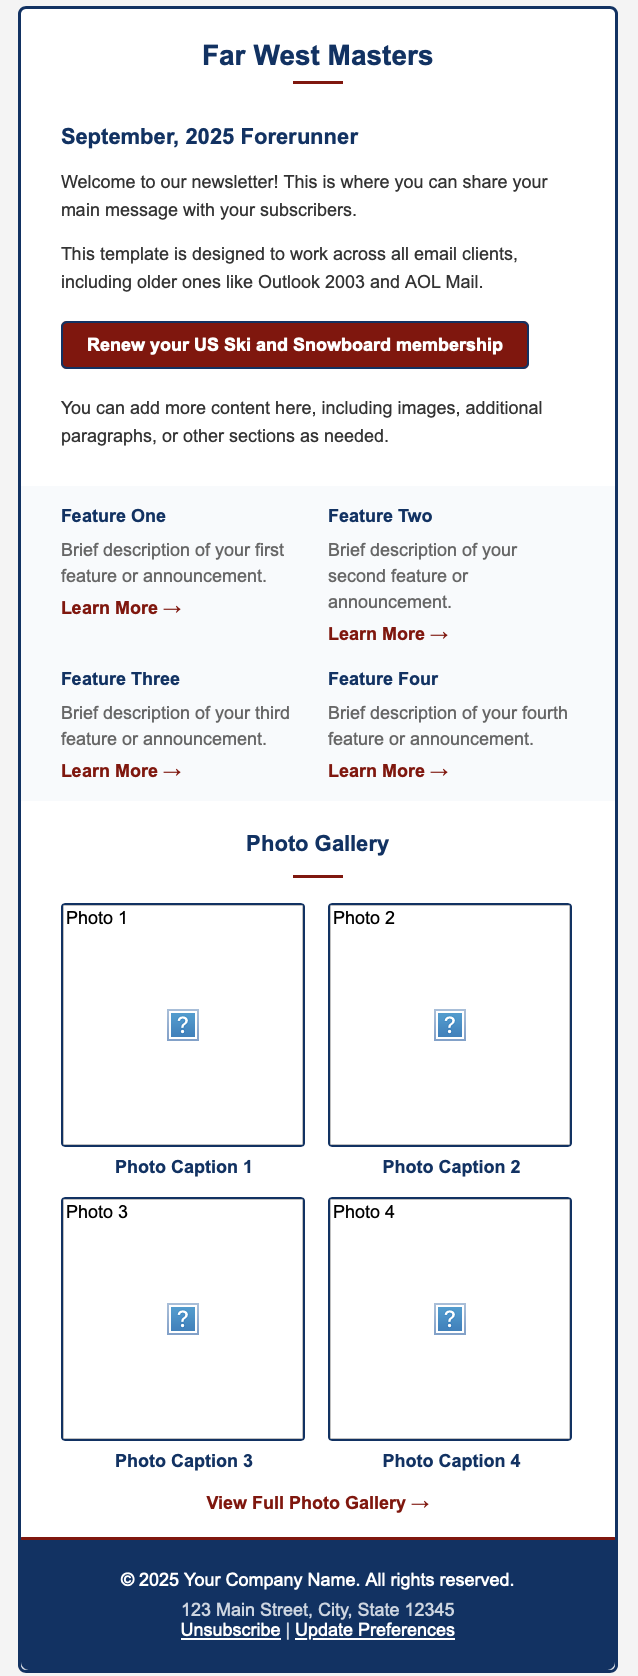 Far West Masters
September, 2025 Forerunner
Welcome to our newsletter! This is where you can share your
main message with your subscribers.
This template is designed to work across all email clients,
including older ones like Outlook 2003 and AOL Mail.
Renew your US Ski and Snowboard membership
You can add more content here, including images, additional
paragraphs, or other sections as needed.
Feature One
Brief description of your first
feature or announcement.
Learn More →
Feature Two
Brief description of your
second feature or
announcement.
Learn More →
Feature Three
Brief description of your third
feature or announcement.
Learn More →
Feature Four
Brief description of your fourth
feature or announcement.
Learn More →
Photo Gallery
Photo 1
?
Photo Caption 1
Photo 2
?
Photo Caption 2
Photo 3
?
Photo Caption 3
Photo 4
?
Photo Caption 4
View Full Photo Gallery →
© 2025 Your Company Name. All rights reserved.
123 Main Street, City, State 12345
Unsubscribe | Update Preferences